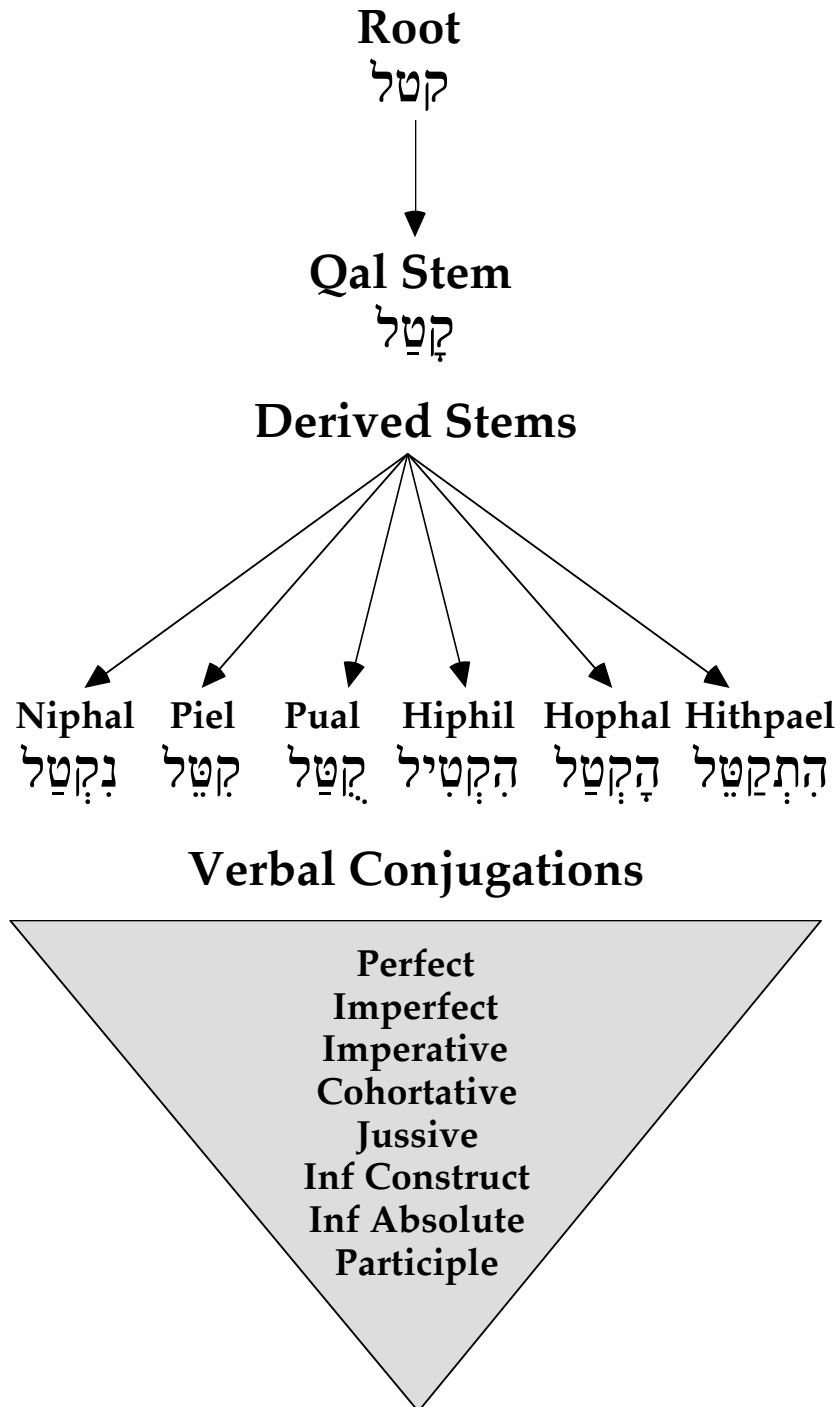 Root
קטל
Qal Stem
קָטַל
Derived Stems
Niphal Piel Pual Hiphil Hophal Hithpael
נִקְטַל קִטֵּל קֻטַּל הִקְטִיל הָקְטַל הִתְקַטֵּל
Verbal Conjugations
Perfect
Imperfect
Imperative
Cohortative
Jussive
Inf Construct
Inf Absolute
Participle